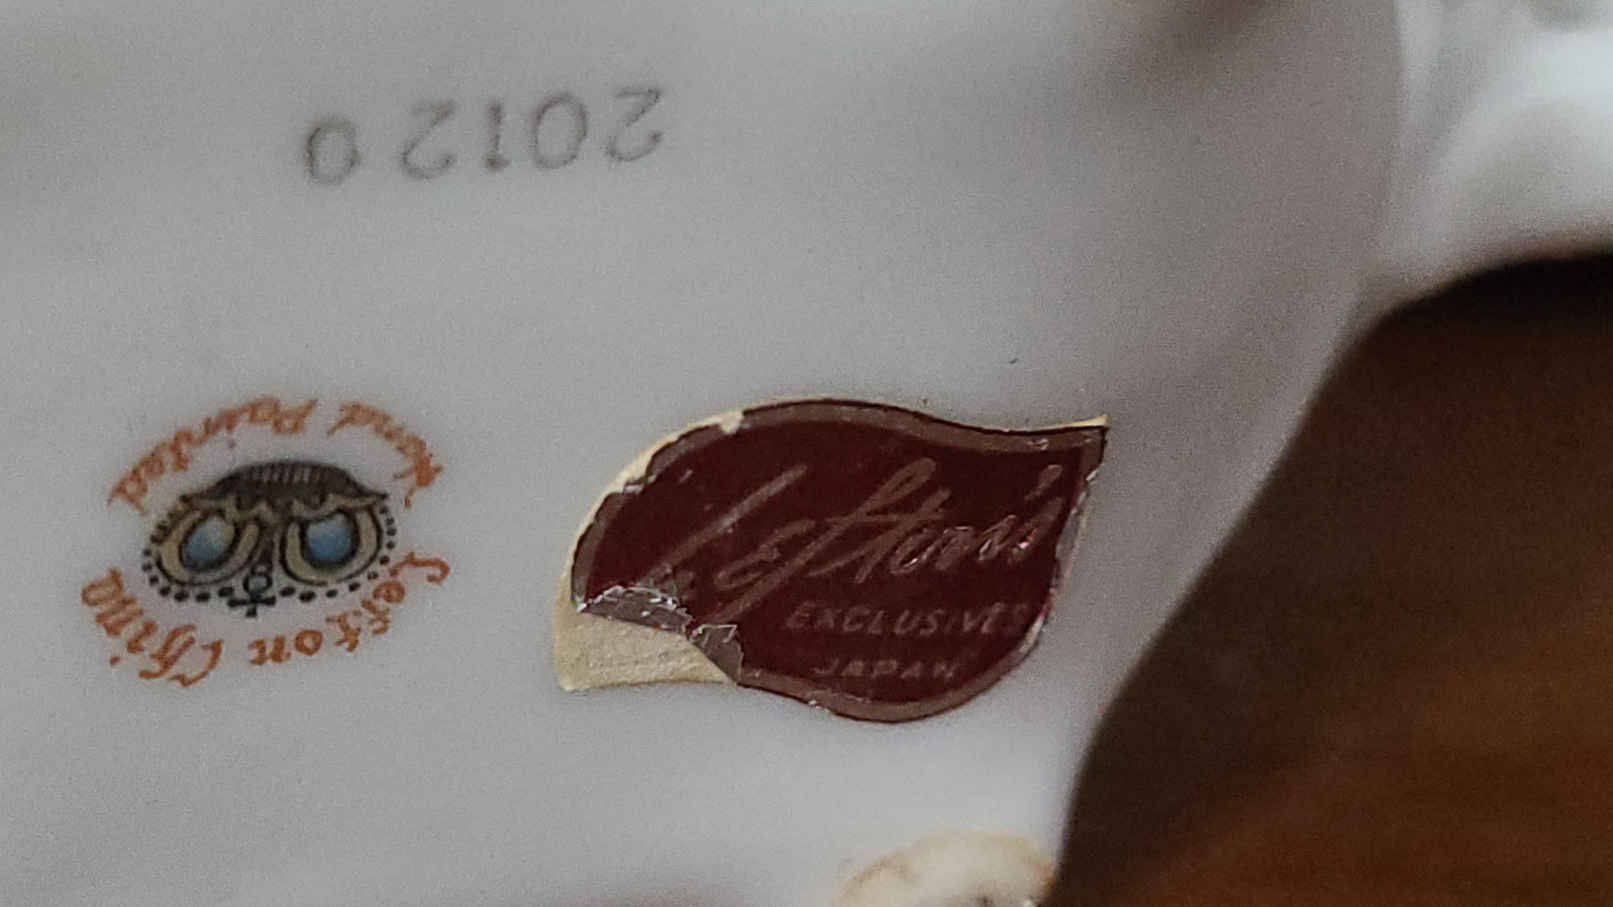 20120
Lefton China
Hand Painted
Lefton's
EXCLUSIVES
JAPAN